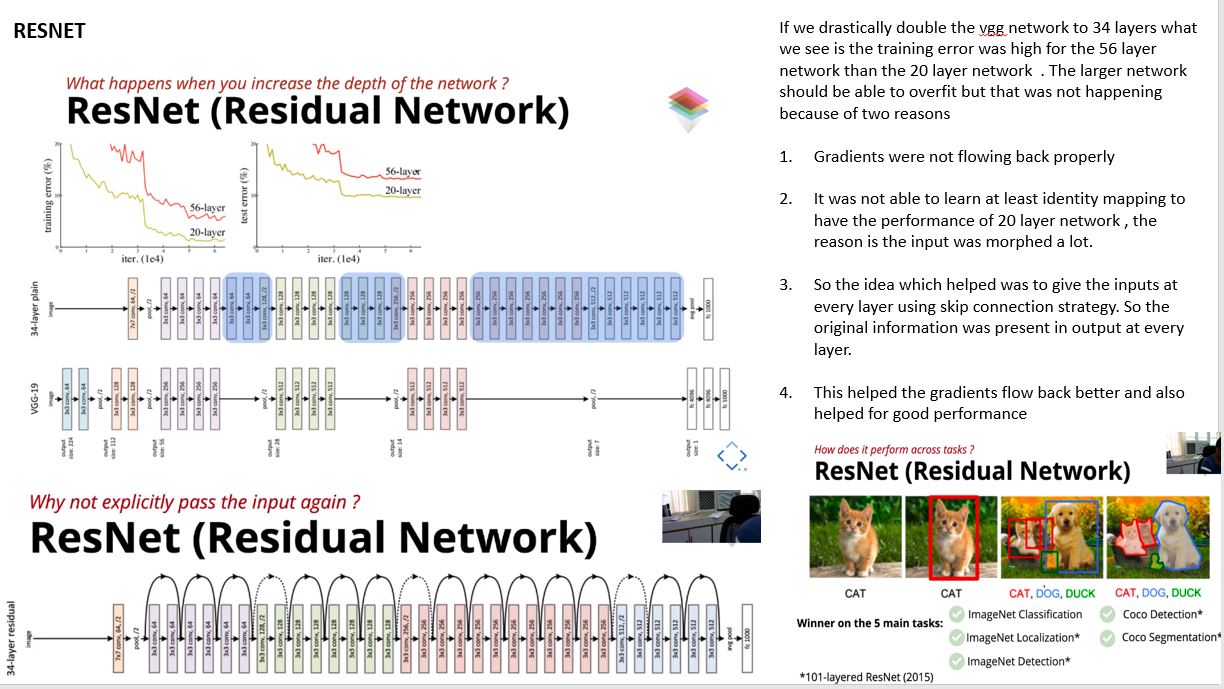 RESNET
What happens when you increase the depth of the network ?
ResNet (Residual Network)
training error (%)
20
10
0
56-layer
20-layer
0 1 2 3 4 5 6
iter. (1e4)
test error (%)
20
10
0
56-layer
20-layer
0 1 2 3 4 5 6
iter. (1e4)
34-layer plain
image
7x7 conv, 64, /2
pool, /2
3x3 conv, 64
3x3 conv, 64
3x3 conv, 64
3x3 conv, 64
3x3 conv, 64
3x3 conv, 64
3x3 conv, 128, /2
3x3 conv, 128
3x3 conv, 128
3x3 conv, 128
3x3 conv, 128
3x3 conv, 128
3x3 conv, 128
3x3 conv, 128
3x3 conv, 256, /2
3x3 conv, 256
3x3 conv, 256
3x3 conv, 256
3x3 conv, 256
3x3 conv, 256
3x3 conv, 256
3x3 conv, 256
3x3 conv, 256
3x3 conv, 256
3x3 conv, 256
3x3 conv, 256
3x3 conv, 512, /2
3x3 conv, 512
3x3 conv, 512
3x3 conv, 512
3x3 conv, 512
3x3 conv, 512
avg pool
fc 1000
VGG-19
image
3x3 conv, 64
3x3 conv, 64
pool, /2
3x3 conv, 128
3x3 conv, 128
pool, /2
3x3 conv, 256
3x3 conv, 256
3x3 conv, 256
3x3 conv, 256
pool, /2
3x3 conv, 512
3x3 conv, 512
3x3 conv, 512
3x3 conv, 512
pool, /2
3x3 conv, 512
3x3 conv, 512
3x3 conv, 512
3x3 conv, 512
pool, /2
fc 4096
fc 4096
fc 1000
output
size: 224
output
size: 112
output
size: 56
output
size: 28
output
size: 14
output
size: 7
output
size: 1
Why not explicitly pass the input again ?
ResNet (Residual Network)
34-layer residual
image
7x7 conv, 64, /2
pool, /2
3x3 conv, 64
3x3 conv, 64
3x3 conv, 64
3x3 conv, 64
3x3 conv, 64
3x3 conv, 64
3x3 conv, 128, /2
3x3 conv, 128
3x3 conv, 128
3x3 conv, 128
3x3 conv, 128
3x3 conv, 128
3x3 conv, 128
3x3 conv, 128
3x3 conv, 256, /2
3x3 conv, 256
3x3 conv, 256
3x3 conv, 256
3x3 conv, 256
3x3 conv, 256
3x3 conv, 256
3x3 conv, 256
3x3 conv, 256
3x3 conv, 256
3x3 conv, 256
3x3 conv, 256
3x3 conv, 512, /2
3x3 conv, 512
3x3 conv, 512
3x3 conv, 512
3x3 conv, 512
3x3 conv, 512
avg pool
fc 1000
If we drastically double the vgg network to 34 layers what
we see is the training error was high for the 56 layer
network than the 20 layer network . The larger network
should be able to overfit but that was not happening
because of two reasons
1. Gradients were not flowing back properly
2. It was not able to learn at least identity mapping to
have the performance of 20 layer network , the
reason is the input was morphed a lot.
3. So the idea which helped was to give the inputs at
every layer using skip connection strategy. So the
original information was present in output at every
layer.
4. This helped the gradients flow back better and also
helped for good performance
How does it perform across tasks ?
ResNet (Residual Network)
CAT
CAT
CAT, DOG, DUCK
CAT, DOG, DUCK
Winner on the 5 main tasks:
ImageNet Classification
ImageNet Localization*
ImageNet Detection*
Coco Detection*
Coco Segmentation*
*101-layered ResNet (2015)